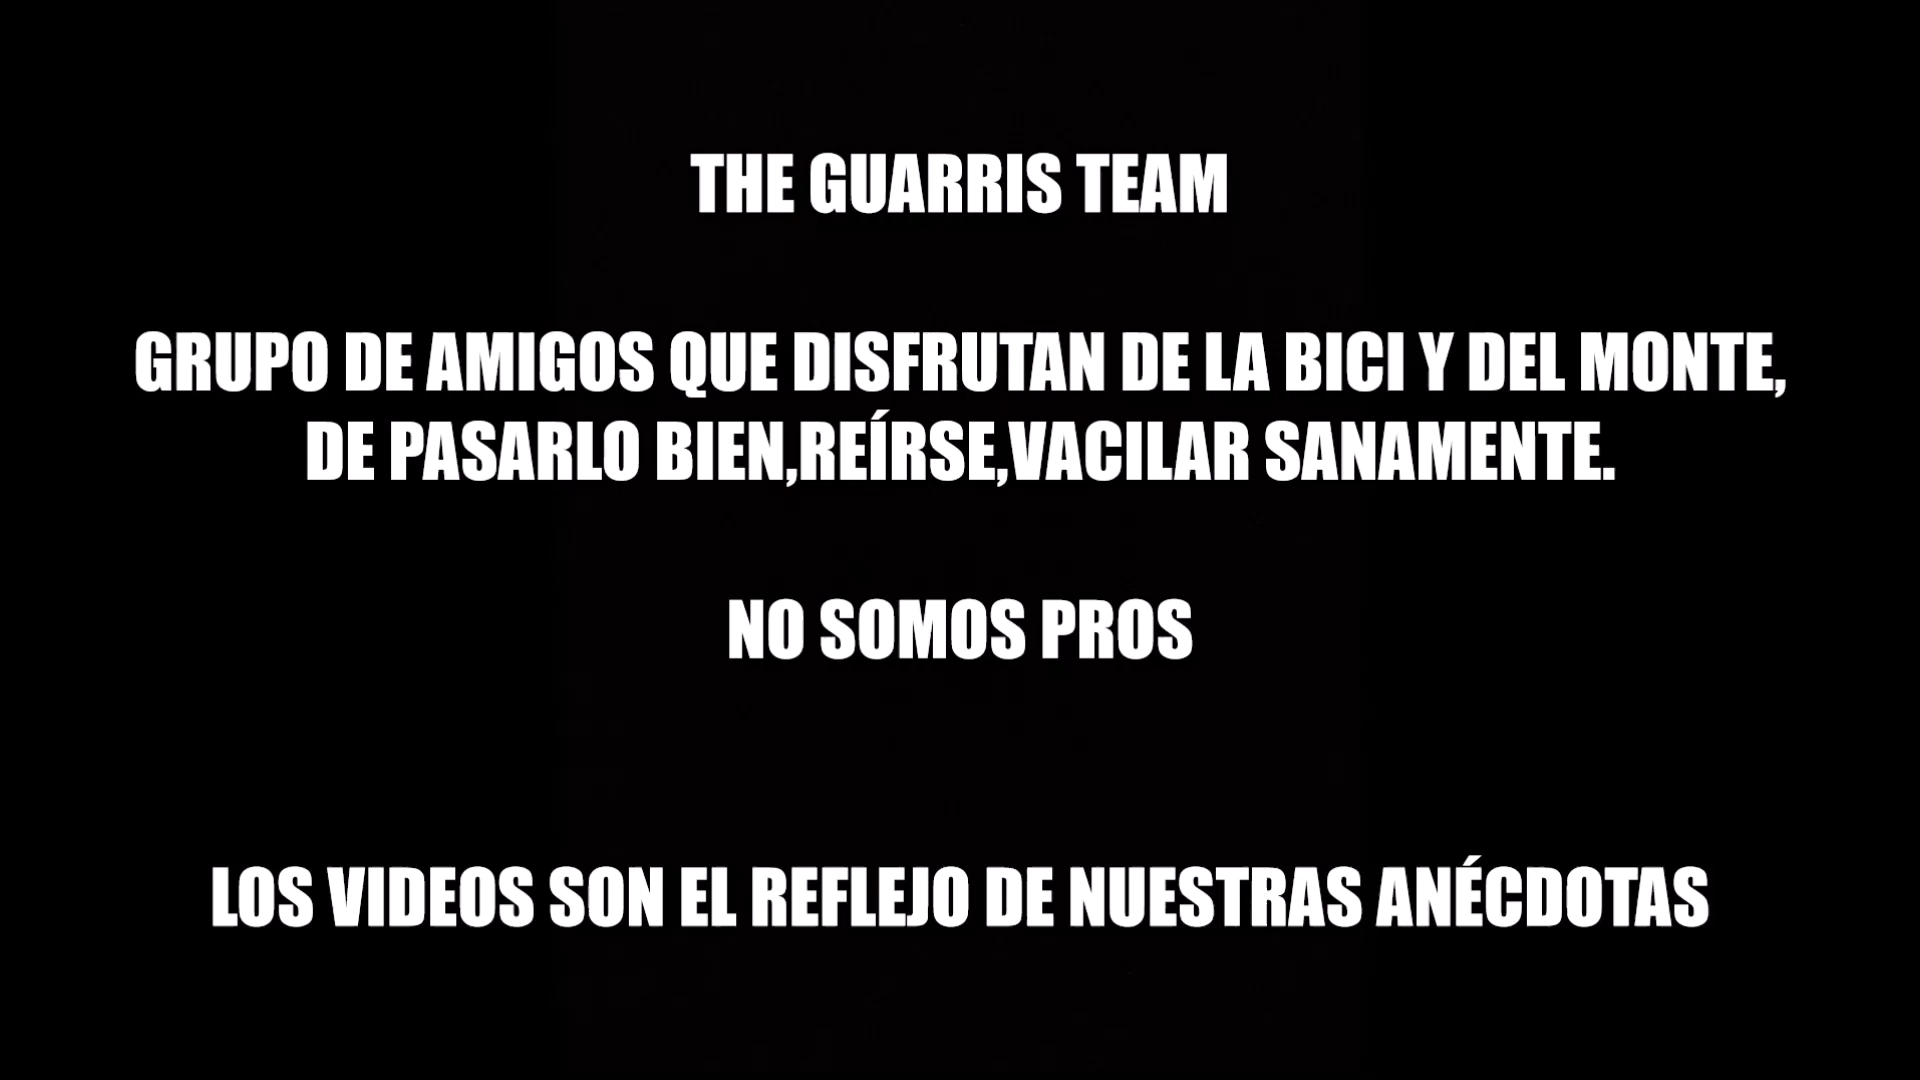 THE GUARRIS TEAM
GRUPO DE AMIGOS QUE DISFRUTAN DE LA BICI Y DEL MONTE,
DE PASARLO BIEN,REÍRSE,VACILAR SANAMENTE.
NO SOMOS PROS
LOS VIDEOS SON EL REFLEJO DE NUESTRAS ANÉCDOTAS